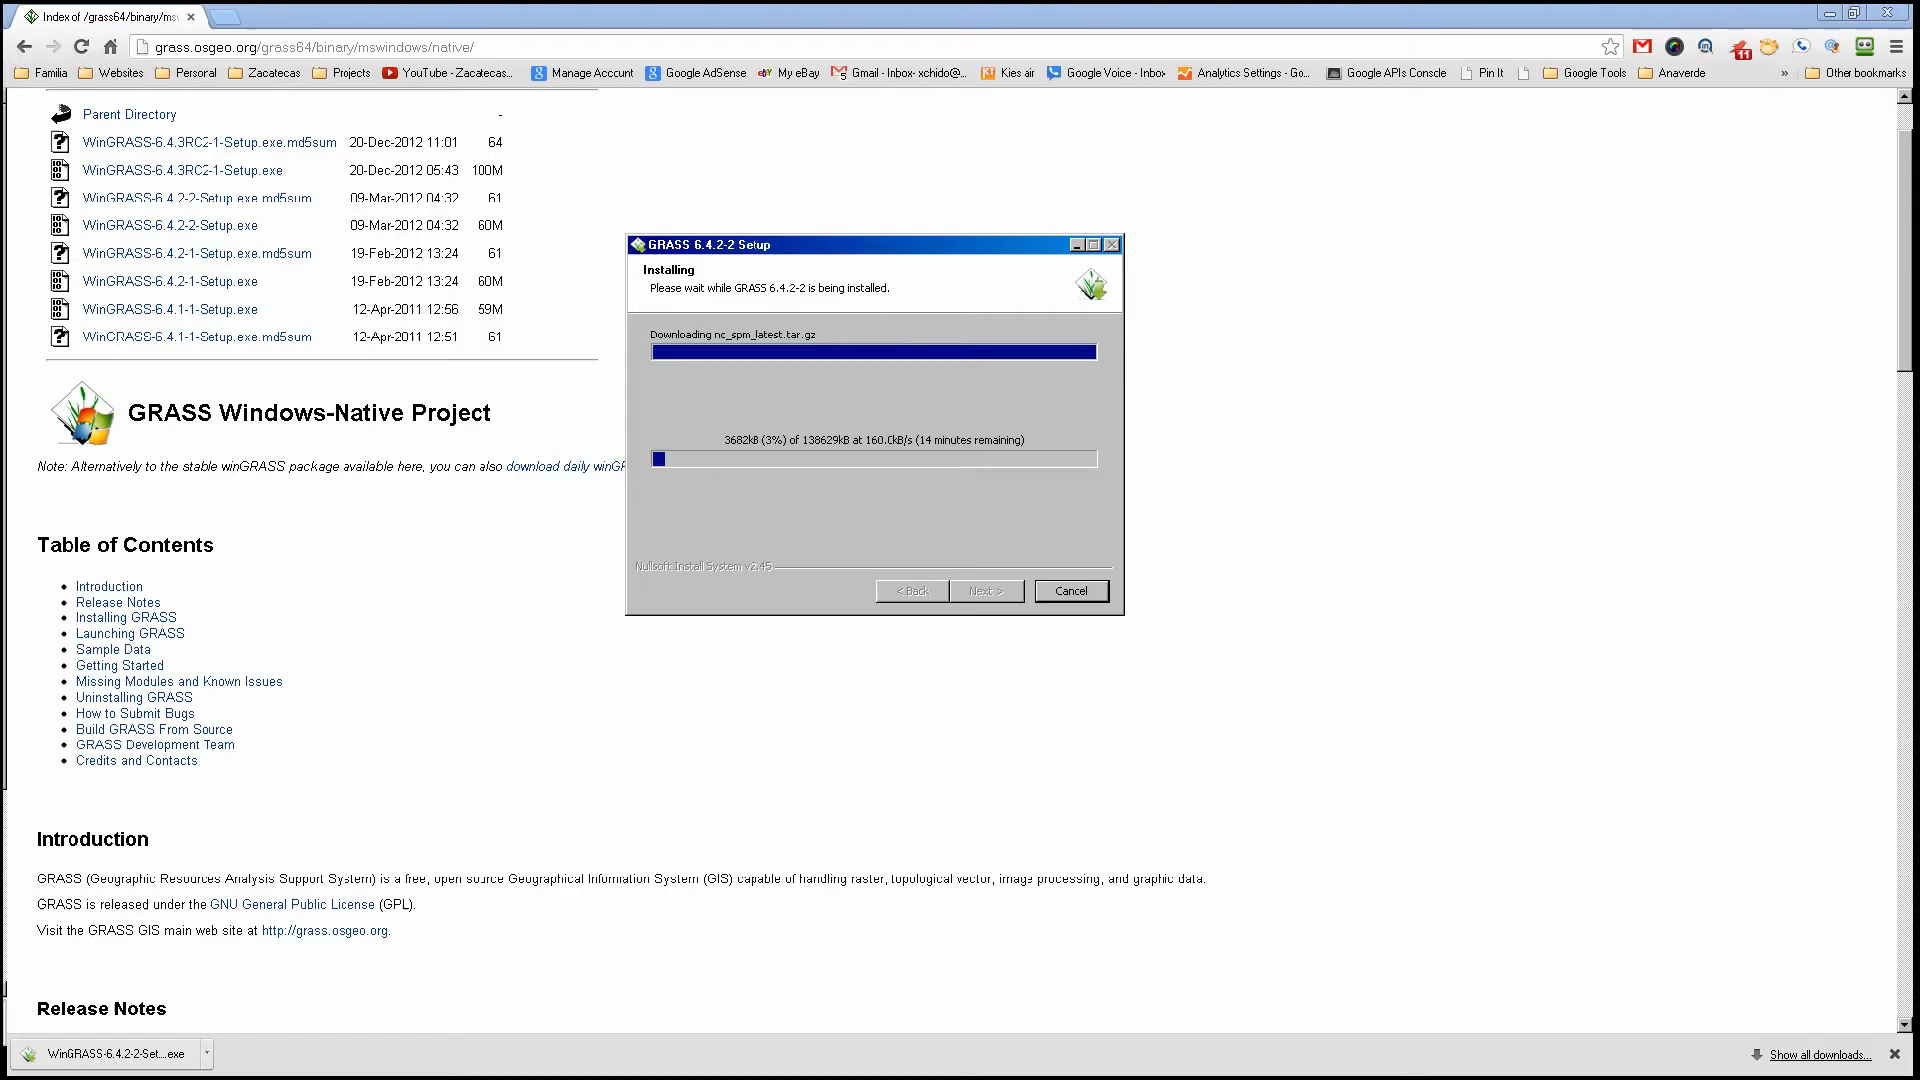 Index of /grass64/binary/ms
grass.osgeo.org/grass64/binary/mswindows/native/
11
Familia Websites Personal Zacatecas Projects YouTube - Zacatecas... Manage Account Google AdSense My eBay Gmail - Inbox- xchido@... Kies air Google Voice - Inbox Analytics Settings - Go... Google APIs Console Pin It Google Tools Anaverde » Other bookmarks
Parent Directory -
WinGRASS-6.4.3RC2-1-Setup.exe.md5sum 20-Dec-2012 11:01 64
WinGRASS-6.4.3RC2-1-Setup.exe 20-Dec-2012 05:43 100M
WinGRASS-6.4.2-2-Setup.exe.md5sum 09-Mar-2012 04:32 61
WinGRASS-6.4.2-2-Setup.exe 09-Mar-2012 04:32 60M
WinGRASS-6.4.2-1-Setup.exe.md5sum 19-Feb-2012 13:24 61
WinGRASS-6.4.2-1-Setup.exe 19-Feb-2012 13:24 60M
WinGRASS-6.4.1-1-Setup.exe 12-Apr-2011 12:56 59M
WinGRASS-6.4.1-1-Setup.exe.md5sum 12-Apr-2011 12:51 61
GRASS Windows-Native Project
Note: Alternatively to the stable winGRASS package available here, you can also download daily winGR
GRASS 6.4.2-2 Setup
Installing
Please wait while GRASS 6.4.2-2 is being installed.
Downloading nc_spm_latest.tar.gz
3682kB (3%) of 138629kB at 160.0kB/s (14 minutes remaining)
Nullsoft Install System v2.45
< Back Next > Cancel
Table of Contents
Introduction
Release Notes
Installing GRASS
Launching GRASS
Sample Data
Getting Started
Missing Modules and Known Issues
Uninstalling GRASS
How to Submit Bugs
Build GRASS From Source
GRASS Development Team
Credits and Contacts
Introduction
GRASS (Geographic Resources Analysis Support System) is a free, open source Geographical Information System (GIS) capable of handling raster, topological vector, image processing, and graphic data.
GRASS is released under the GNU General Public License (GPL).
Visit the GRASS GIS main web site at http://grass.osgeo.org.
Release Notes
WinGRASS-6.4.2-2-Set....exe Show all downloads...